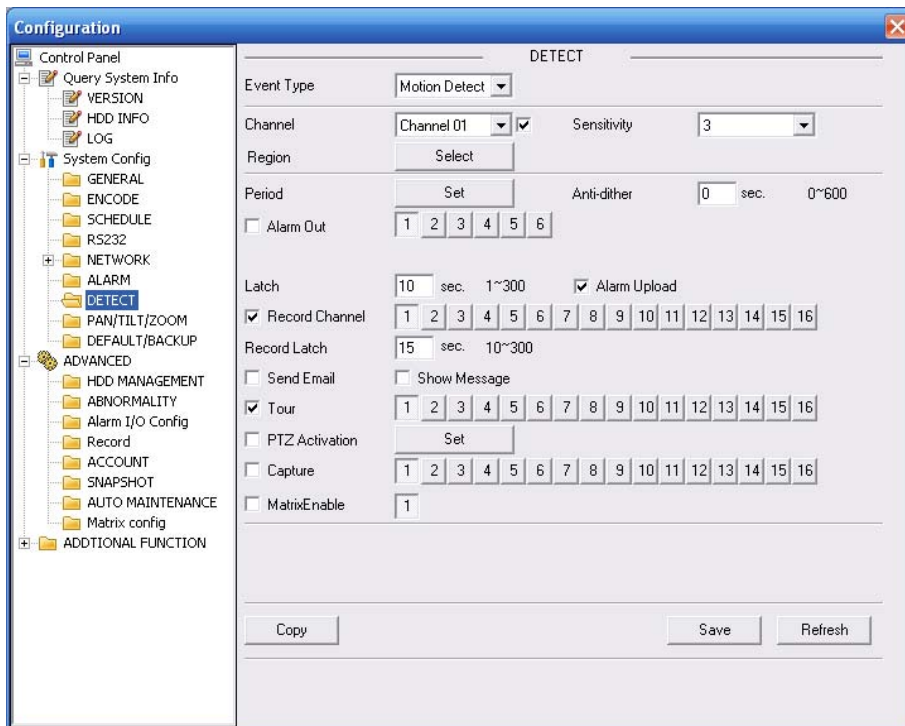 Configuration
Control Panel
Query System Info
VERSION
HDD INFO
LOG
System Config
GENERAL
ENCODE
SCHEDULE
RS232
NETWORK
ALARM
DETECT
PAN/TILT/ZOOM
DEFAULT/BACKUP
ADVANCED
HDD MANAGEMENT
ABNORMALITY
Alarm I/O Config
Record
ACCOUNT
SNAPSHOT
AUTO MAINTENANCE
Matrix config
ADDTIONAL FUNCTION
DETECT
Event Type Motion Detect
Channel Channel 01 Sensitivity 3
Region Select
Period Set Anti-dither 0 sec. 0~600
Alarm Out 1 2 3 4 5 6
Latch 10 sec. 1~300 Alarm Upload
Record Channel 1 2 3 4 5 6 7 8 9 10 11 12 13 14 15 16
Record Latch 15 sec. 10~300
Send Email Show Message
Tour 1 2 3 4 5 6 7 8 9 10 11 12 13 14 15 16
PTZ Activation Set
Capture 1 2 3 4 5 6 7 8 9 10 11 12 13 14 15 16
MatrixEnable 1
Copy Save Refresh